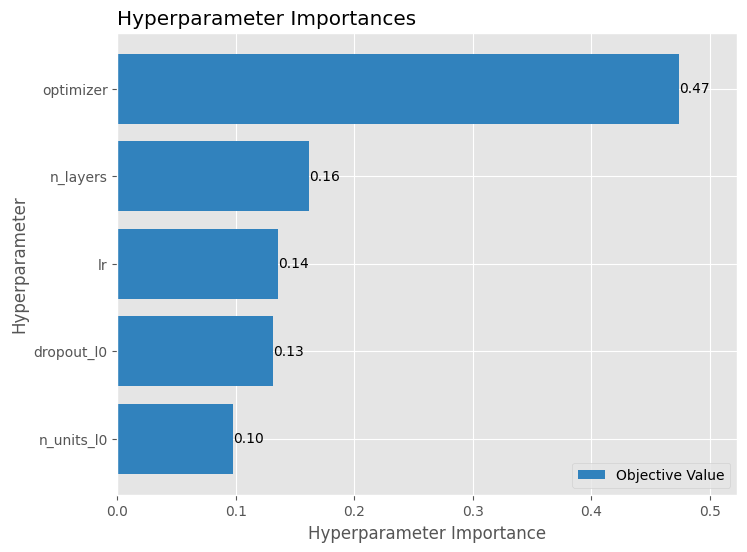 Hyperparameter Importances
Hyperparameter
optimizer
0.47
n_layers
0.16
lr
0.14
dropout_l0
0.13
n_units_l0
0.10
Objective Value
0.0 0.1 0.2 0.3 0.4 0.5
Hyperparameter Importance